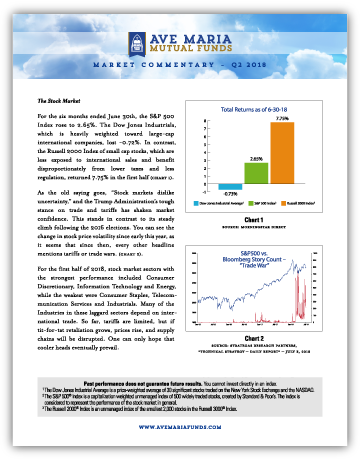 AVE MARIA
MUTUAL FUNDS
MARKET COMMENTARY – Q2 2018
The Stock Market
For the six months ended June 30th, the S&P 500
Index rose to 2.65%. The Dow Jones Industrials,
which is heavily weighted toward large-cap
international companies, lost -0.72%. In contrast,
the Russell 2000 Index of small cap stocks, which are
less exposed to international sales and benefit
disproportionately from lower taxes and less
regulation, returned 7.75% in the first half (CHART 1).
As the old saying goes, "Stock markets dislike
uncertainty," and the Trump Administration's tough
stance on trade and tariffs has shaken market
confidence. This stands in contrast to its steady
climb following the 2016 elections. You can see the
change in stock price volatility since early this year, as
it seems that since then, every other headline
mentions tariffs or trade wars. (CHART 2).
For the first half of 2018, stock market sectors with
the strongest performance included Consumer
Discretionary, Information Technology and Energy,
while the weakest were Consumer Staples, Telecom-
munication Services and Industrials. Many of the
Industries in these laggard sectors depend on inter-
national trade. So far, tariffs are limited, but if
tit-for-tat retaliation grows, prices rise, and supply
chains will be disrupted. One can only hope that
cooler heads eventually prevail.
Total Returns as of 6-30-18
8
7
6
5
4
3
2
1
0
-1
7.75%
2.65%
-0.73%
Dow Jones Industrial Average¹ S&P 500 Index² Russell 2000 Index³
Chart 1
SOURCE: MORNINGSTAR DIRECT
S&P500 vs.
Bloomberg Story Count –
"Trade War"
Chart 2
SOURCE: STRATEGAS RESEARCH PARTNERS,
"TECHNICAL STRATEGY – DAILY REPORT" – JULY 3, 2018
Past performance does not guarantee future results. You cannot invest directly in an index.
¹ The Dow Jones Industrial Average is a price-weighted average of 30 significant stocks traded on the New York Stock Exchange and the NASDAQ.
² The S&P 500® Index is a capitalization weighted unmanaged index of 500 widely traded stocks, created by Standard & Poor's. The index is
considered to represent the performance of the stock market in general.
³ The Russell 2000® Index is an unmanaged index of the smallest 2,000 stocks in the Russell 3000® Index.
WWW.AVEMARIAFUNDS.COM